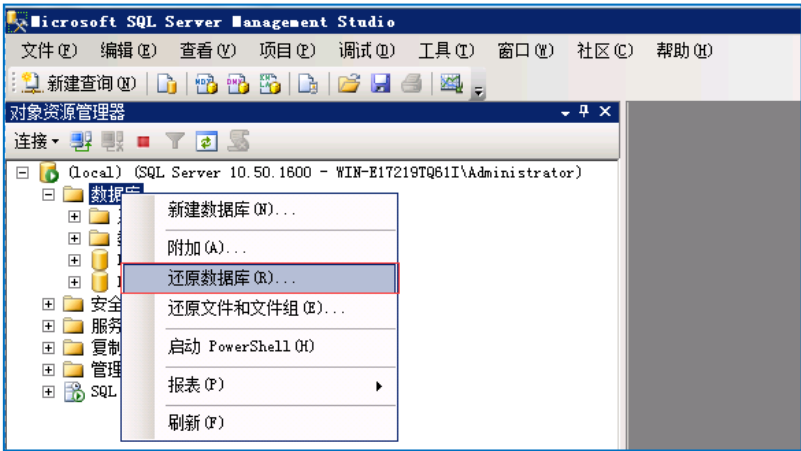 Microsoft SQL Server Management Studio
文件(F) 编辑(E) 查看(V) 项目(P) 调试(D) 工具(T) 窗口(W) 社区(C) 帮助(H)
新建查询(N)
对象资源管理器
连接
(local) (SQL Server 10.50.1600 - WIN-E17219TQ61I\Administrator)
数据库
新建数据库(N)...
附加(A)...
还原数据库(R)...
还原文件和文件组(E)...
启动 PowerShell(H)
报表(P)
刷新(F)
安全
服务
复制
管理
SQL